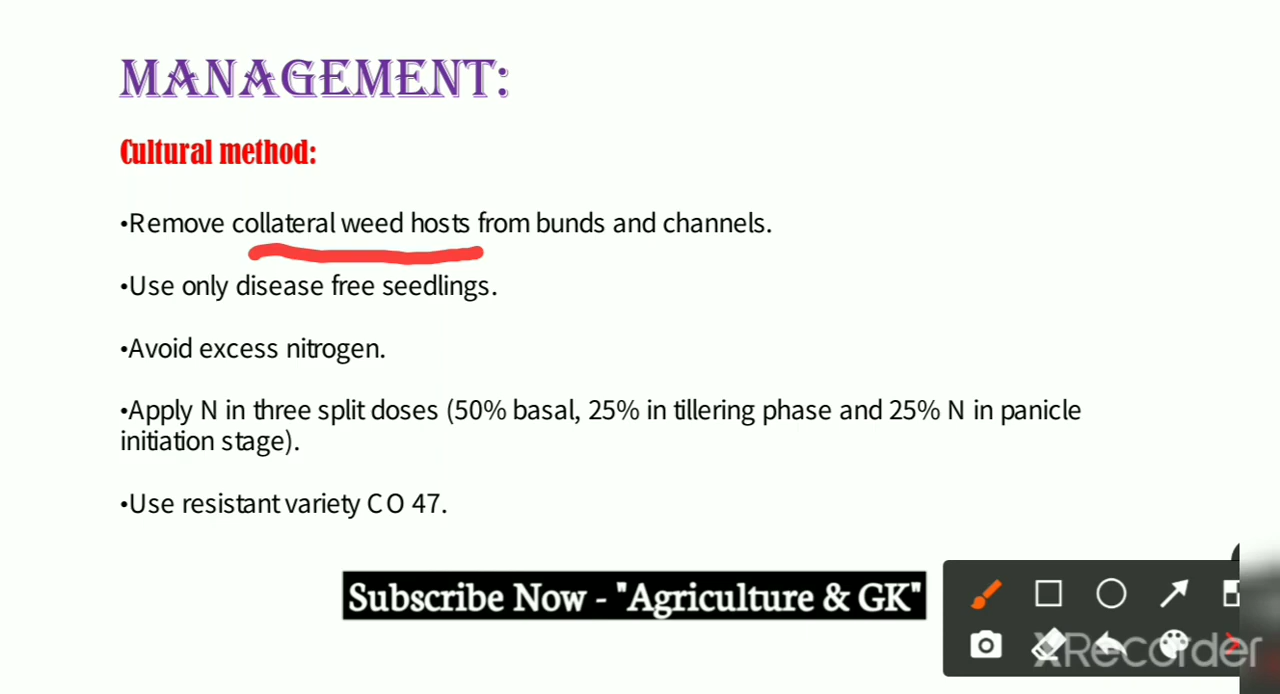 MANAGEMENT:
Cultural method:
•Remove collateral weed hosts from bunds and channels.
•Use only disease free seedlings.
•Avoid excess nitrogen.
•Apply N in three split doses (50% basal, 25% in tillering phase and 25% N in panicle
initiation stage).
•Use resistant variety CO 47.
Subscribe Now - "Agriculture & GK"
XRecorder